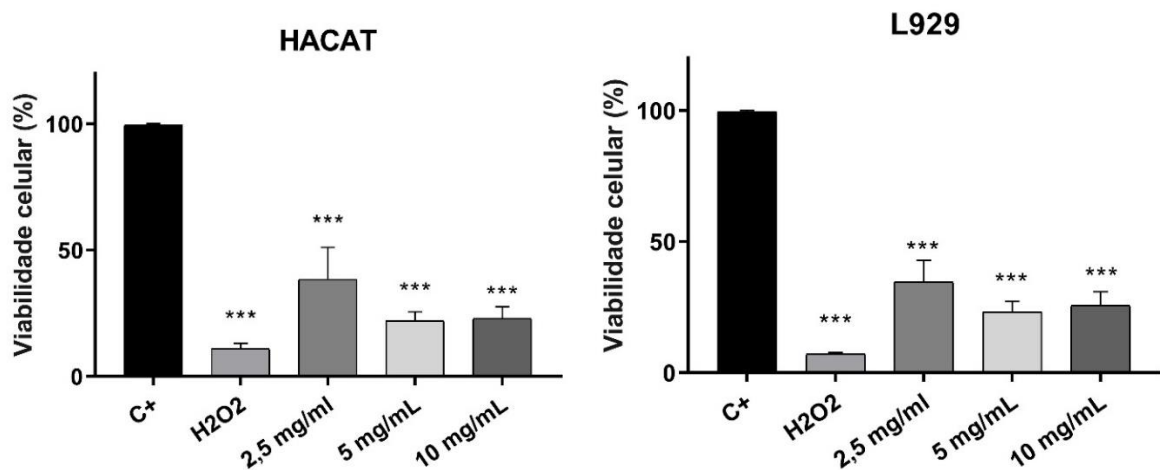 HACAT
Viabilidade celular (%)
100
50
0
***
***
***
***
C+
H2O2
2,5 mg/ml
5 mg/mL
10 mg/mL
L929
Viabilidade celular (%)
100
50
0
***
***
***
***
C+
H2O2
2,5 mg/ml
5 mg/mL
10 mg/mL